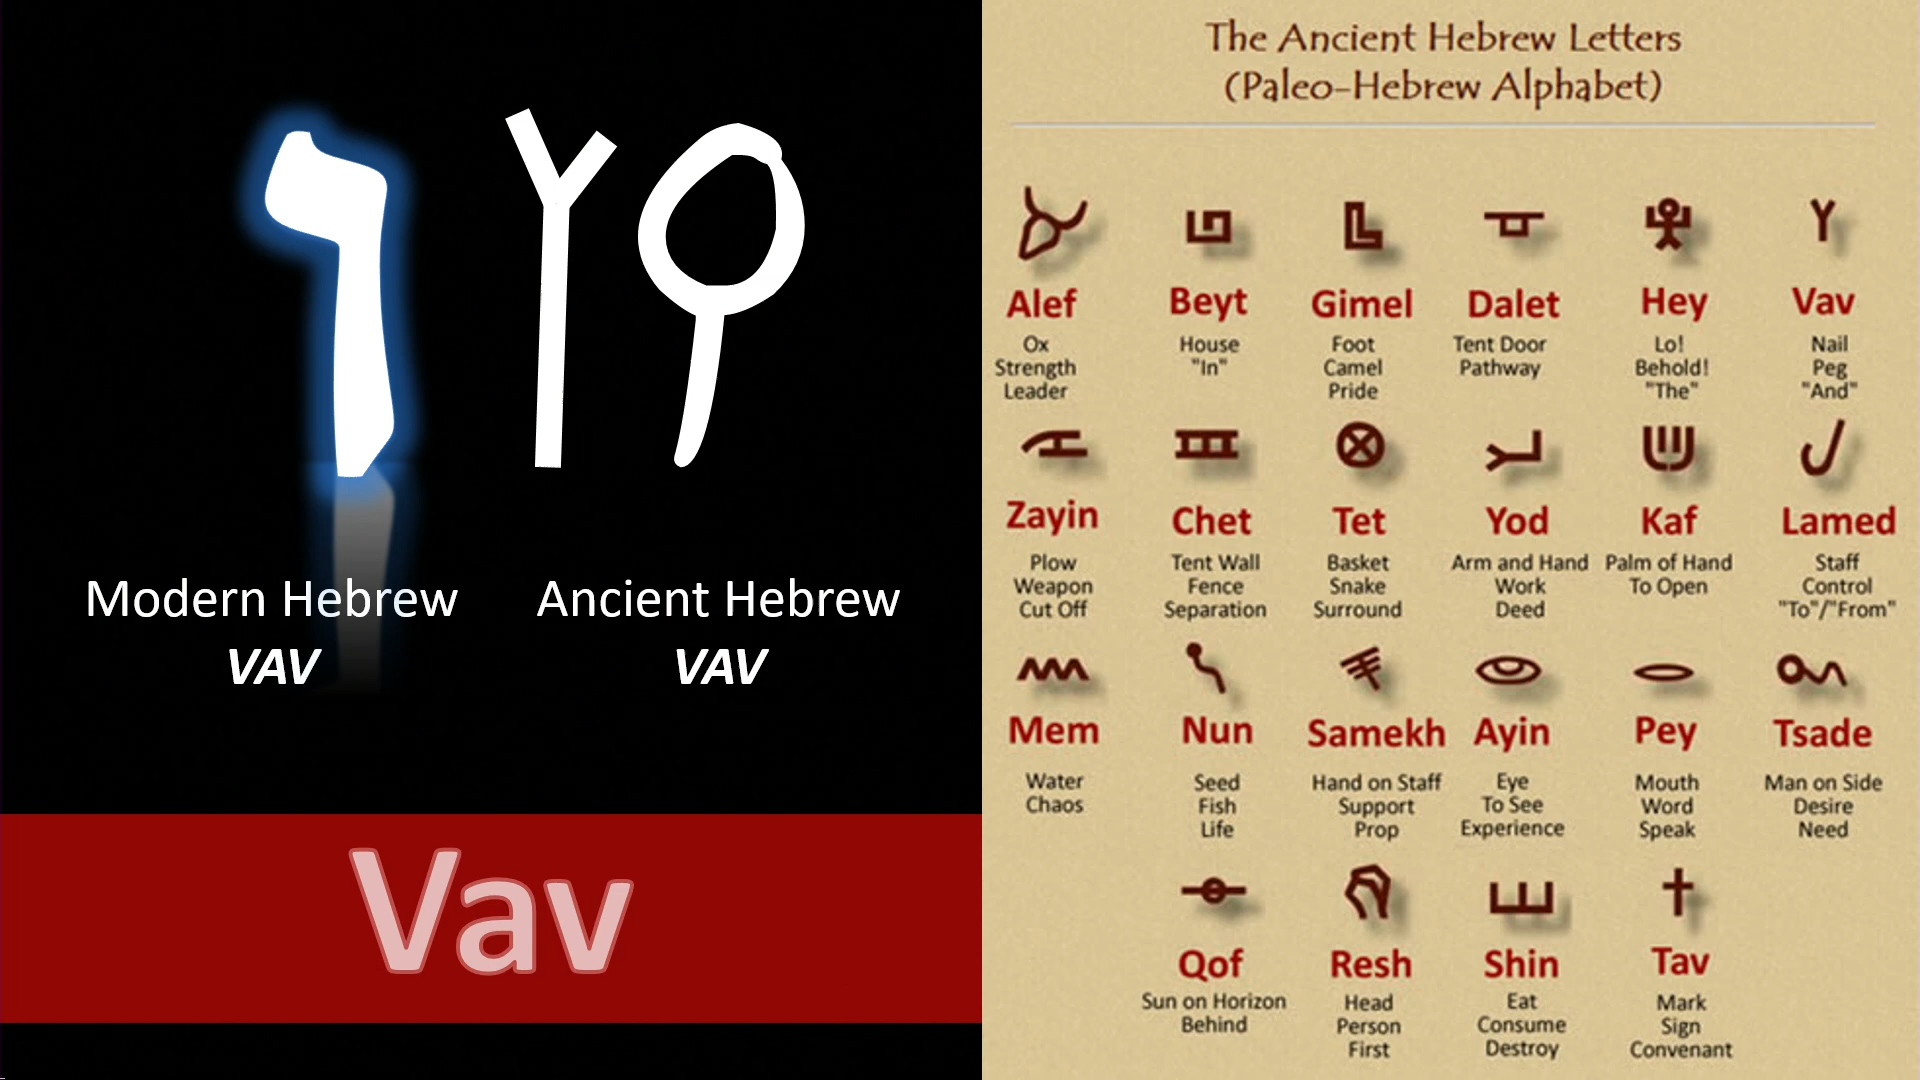 ו
Modern Hebrew
VAV
Ancient Hebrew
VAV
Vav
The Ancient Hebrew Letters
(Paleo-Hebrew Alphabet)
Alef
Ox
Strength
Leader
Beyt
House
"In"
Gimel
Foot
Camel
Pride
Dalet
Tent Door
Pathway
Hey
Lo!
Behold!
"The"
Vav
Nail
Peg
"And"
Zayin
Plow
Weapon
Cut Off
Chet
Tent Wall
Fence
Separation
Tet
Basket
Snake
Surround
Yod
Arm and Hand
Work
Deed
Kaf
Palm of Hand
To Open
Lamed
Staff
Control
"To"/"From"
Mem
Water
Chaos
Nun
Seed
Fish
Life
Samekh
Hand on Staff
Support
Prop
Ayin
Eye
To See
Experience
Pey
Mouth
Word
Speak
Tsade
Man on Side
Desire
Need
Qof
Sun on Horizon
Behind
Resh
Head
Person
First
Shin
Eat
Consume
Destroy
Tav
Mark
Sign
Convenant